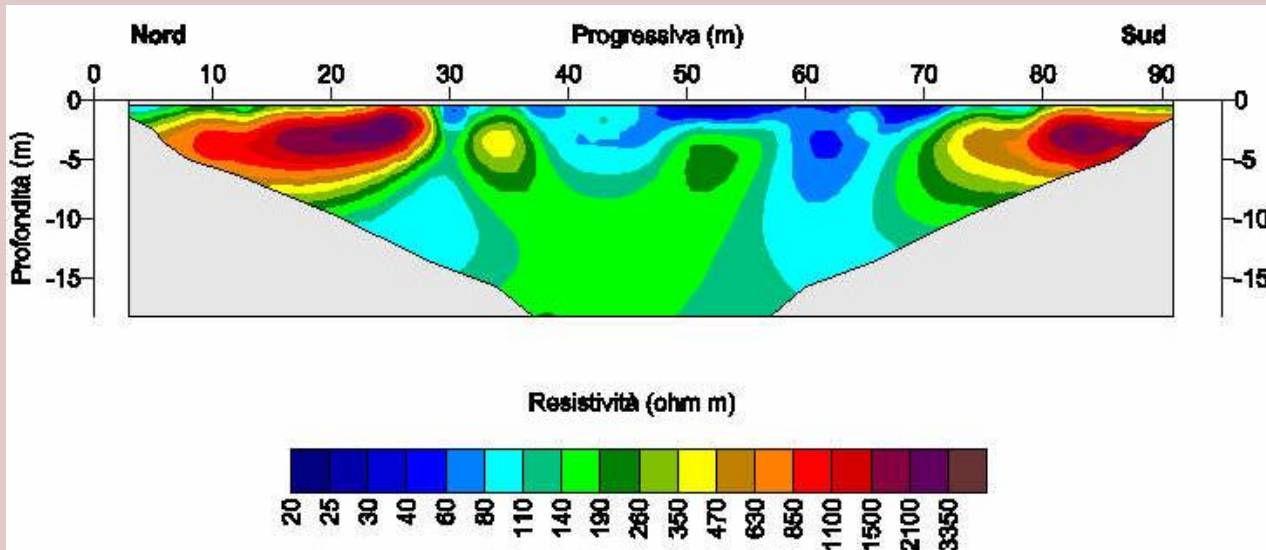 Nord Progressiva (m) Sud
0 10 20 30 40 50 60 70 80 90
Profondità (m)
0 0
-5 -5
-10 -10
-15 -15
Resistività (ohm m)
20 25 30 40 60 80 110 140 190 260 350 470 630 850 1100 1500 2100 3350